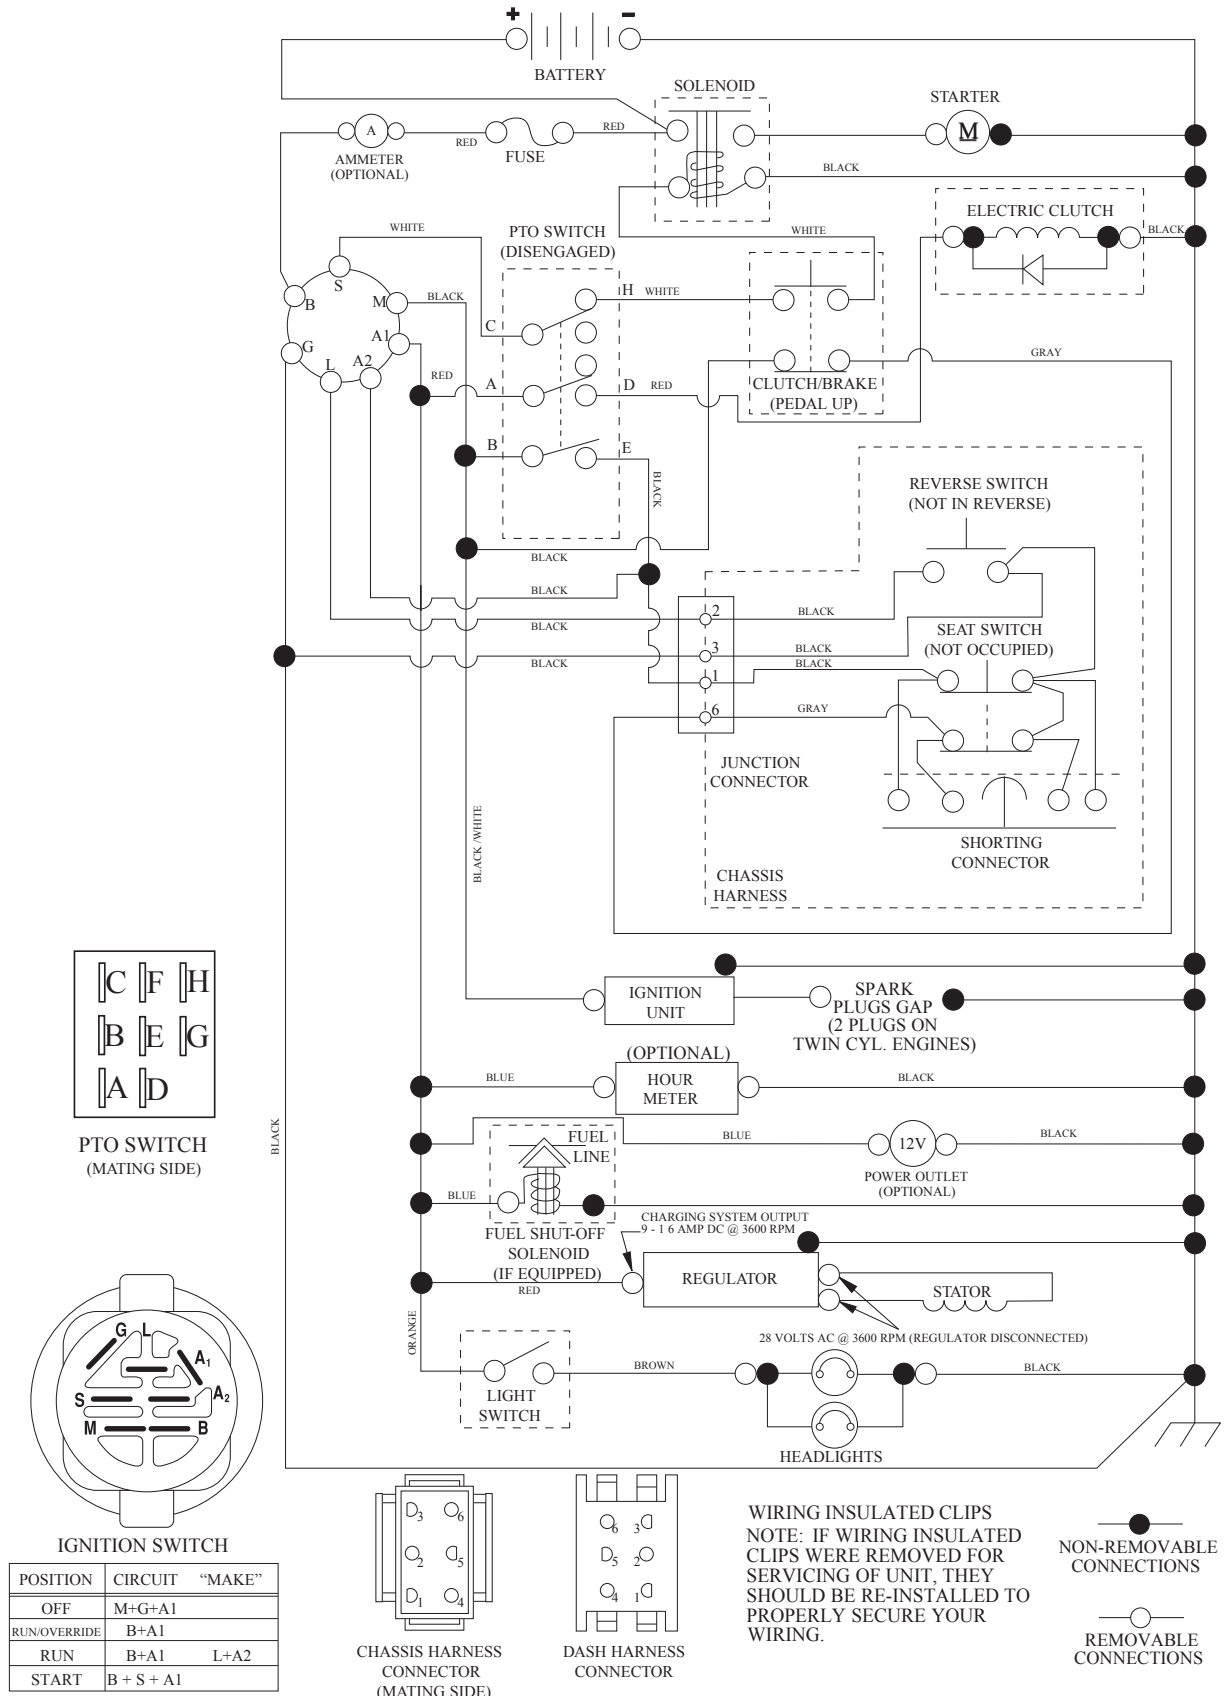 + -
BATTERY
SOLENOID
STARTER
A
RED
FUSE
RED
M
AMMETER
(OPTIONAL)
BLACK
ELECTRIC CLUTCH
BLACK
WHITE
PTO SWITCH
(DISENGAGED)
WHITE
S
B
M
BLACK
H
WHITE
C
A1
G
L
A2
RED
A
D
RED
GRAY
CLUTCH/BRAKE
(PEDAL UP)
B
E
BLACK
REVERSE SWITCH
(NOT IN REVERSE)
BLACK
BLACK
2
BLACK
BLACK
SEAT SWITCH
(NOT OCCUPIED)
3
BLACK
BLACK
BLACK
1
6
GRAY
JUNCTION
CONNECTOR
SHORTING
CONNECTOR
BLACK /WHITE
CHASSIS
HARNESS
C F H
B E G
A D
PTO SWITCH
(MATING SIDE)
IGNITION
UNIT
SPARK
PLUGS GAP
(2 PLUGS ON
TWIN CYL. ENGINES)
(OPTIONAL)
HOUR
METER
BLUE
BLACK
BLACK
FUEL
LINE
BLUE
12V
BLACK
POWER OUTLET
(OPTIONAL)
BLUE
FUEL SHUT-OFF
SOLENOID
(IF EQUIPPED)
CHARGING SYSTEM OUTPUT
9 - 1 6 AMP DC @ 3600 RPM
RED
REGULATOR
STATOR
28 VOLTS AC @ 3600 RPM (REGULATOR DISCONNECTED)
ORANGE
LIGHT
SWITCH
BROWN
BLACK
HEADLIGHTS
G L
A1
S
A2
M
B
IGNITION SWITCH
POSITION CIRCUIT “MAKE”
OFF M+G+A1
RUN/OVERRIDE B+A1
RUN B+A1 L+A2
START B + S + A1
3 6
2 5
1 4
CHASSIS HARNESS
CONNECTOR
(MATING SIDE)
6 3
5 2
4 1
DASH HARNESS
CONNECTOR
WIRING INSULATED CLIPS
NOTE: IF WIRING INSULATED
CLIPS WERE REMOVED FOR
SERVICING OF UNIT, THEY
SHOULD BE RE-INSTALLED TO
PROPERLY SECURE YOUR
WIRING.
NON-REMOVABLE
CONNECTIONS
REMOVABLE
CONNECTIONS